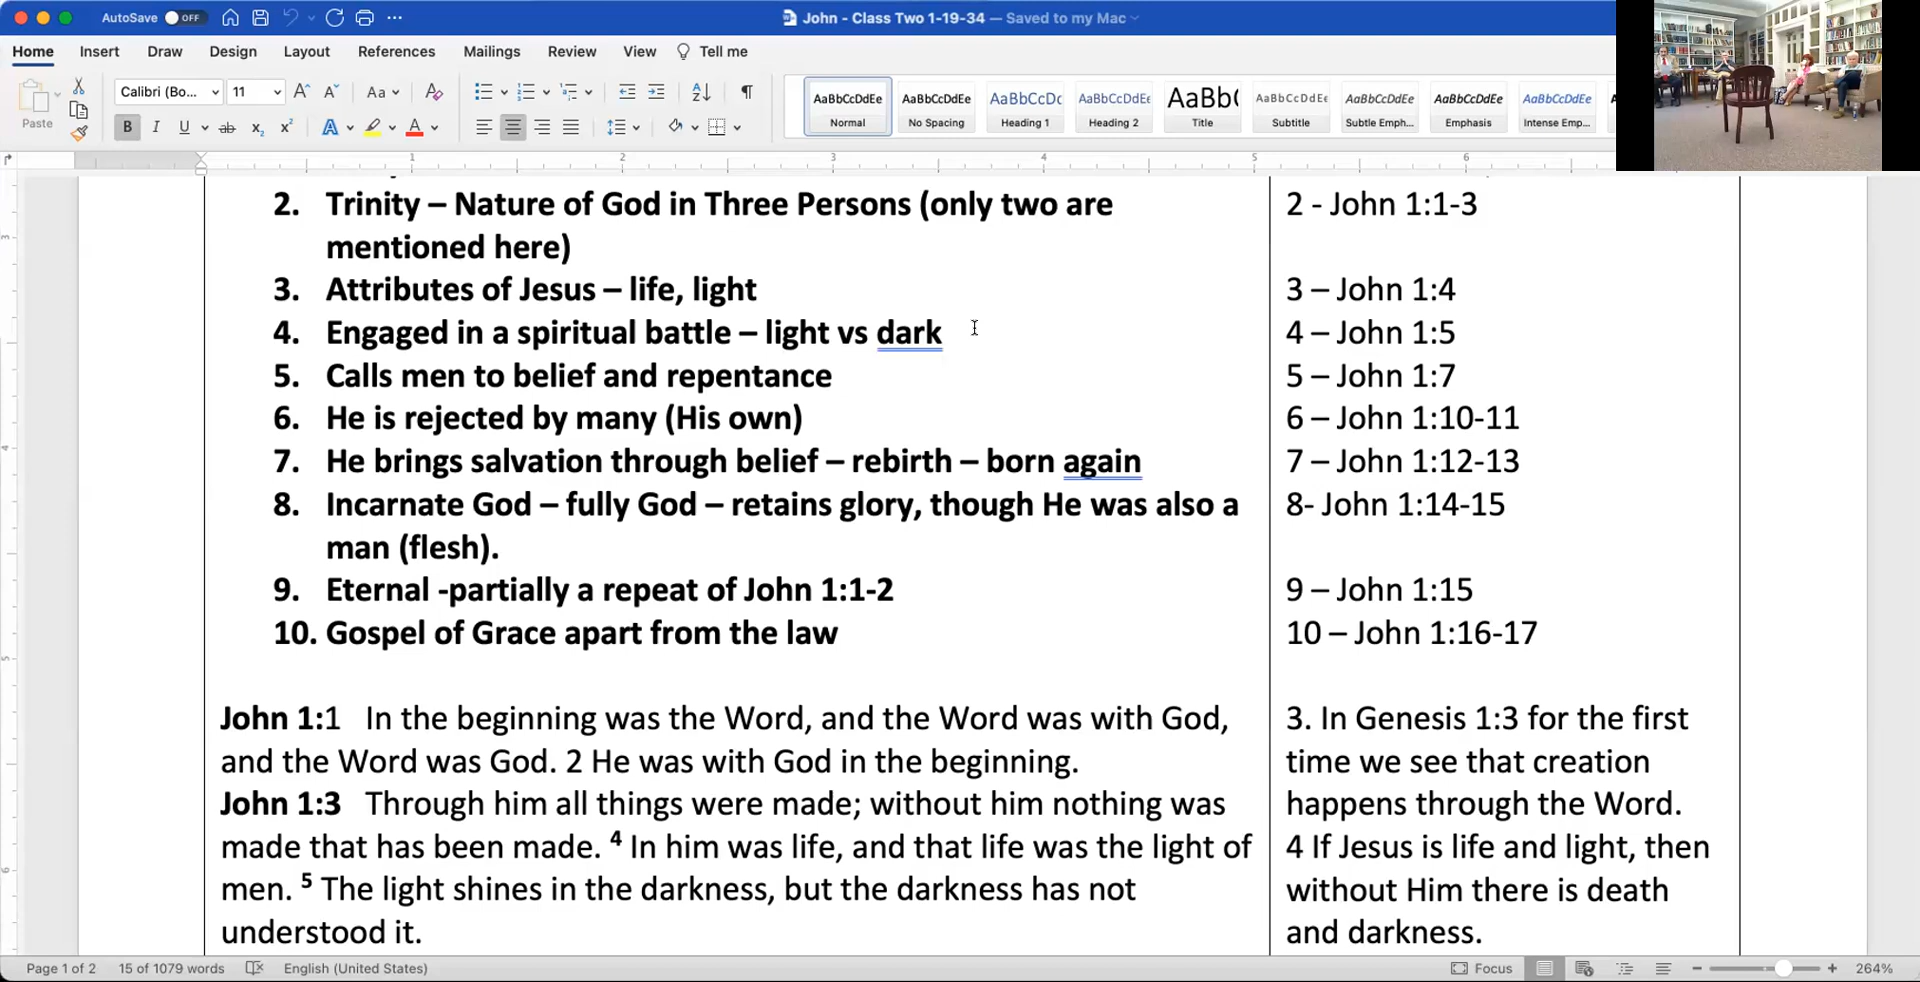 AutoSave OFF
John - Class Two 1-19-34 — Saved to my Mac
Home Insert Draw Design Layout References Mailings Review View Tell me
Paste
Calibri (Bo... 11
AaBbCcDdEe AaBbCcDdEe AaBbCcDc AaBbCcDdEe AaBb( AaBbCcDdEe AaBbCcDdEe AaBbCcDdEe AaBbCcDdEe
Normal No Spacing Heading 1 Heading 2 Title Subtitle Subtle Emph... Emphasis Intense Emp...
1 2 3 4 5 6
2. Trinity – Nature of God in Three Persons (only two are 2 - John 1:1-3
mentioned here)
3. Attributes of Jesus – life, light 3 – John 1:4
4. Engaged in a spiritual battle – light vs dark 4 – John 1:5
5. Calls men to belief and repentance 5 – John 1:7
6. He is rejected by many (His own) 6 – John 1:10-11
7. He brings salvation through belief – rebirth – born again 7 – John 1:12-13
8. Incarnate God – fully God – retains glory, though He was also a 8- John 1:14-15
man (flesh).
9. Eternal -partially a repeat of John 1:1-2 9 – John 1:15
10. Gospel of Grace apart from the law 10 – John 1:16-17
John 1:1 In the beginning was the Word, and the Word was with God, 3. In Genesis 1:3 for the first
and the Word was God. 2 He was with God in the beginning. time we see that creation
John 1:3 Through him all things were made; without him nothing was happens through the Word.
made that has been made. 4 In him was life, and that life was the light of 4 If Jesus is life and light, then
men. 5 The light shines in the darkness, but the darkness has not without Him there is death
understood it. and darkness.
Page 1 of 2 15 of 1079 words English (United States) Focus 264%